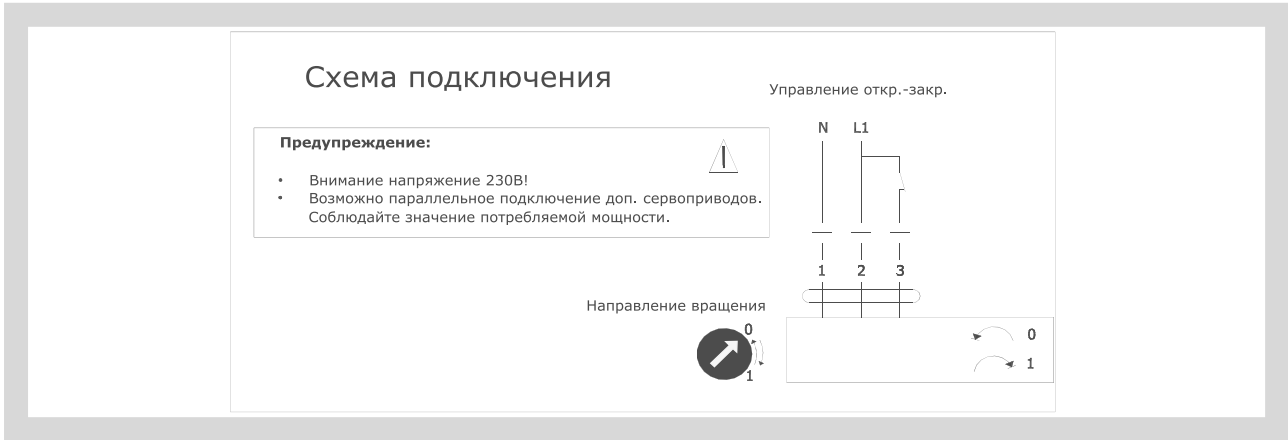 Схема подключения
Управление откр.-закр.
Предупреждение:
• Внимание напряжение 230В!
• Возможно параллельное подключение доп. сервоприводов.
Соблюдайте значение потребляемой мощности.
N L1
1 2 3
Направление вращения
0
1
0
1